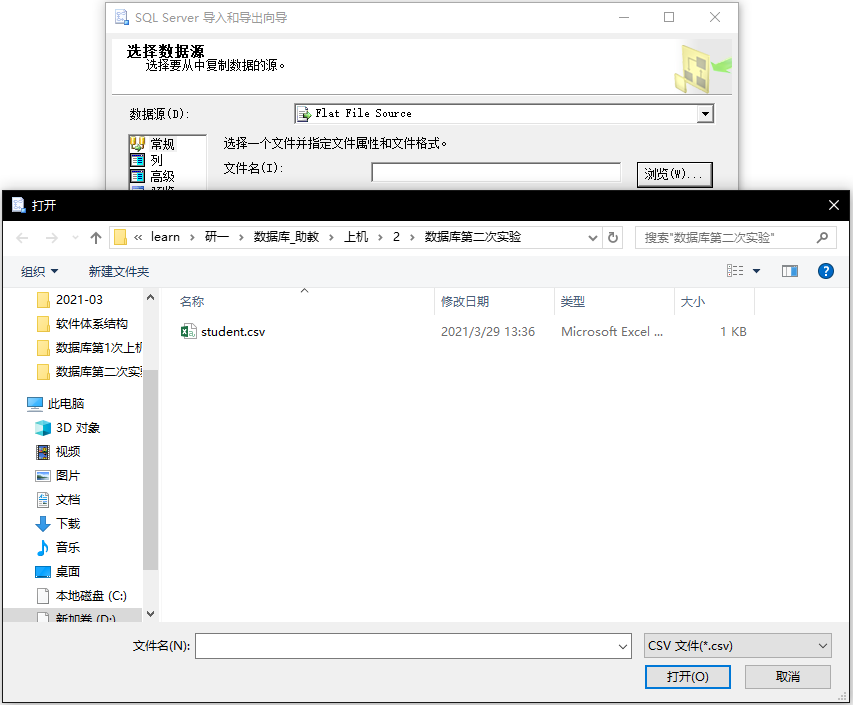 SQL Server 导入和导出向导
选择数据源
选择要从中复制数据的源。
数据源(D):
Flat File Source
常规
列
高级
选择一个文件并指定文件属性和文件格式。
文件名(I):
浏览(W)...
打开
« learn › 研一 › 数据库_助教 › 上机 › 2 › 数据库第二次实验
搜索"数据库第二次实验"
组织
新建文件夹
2021-03
软件体系结构
数据库第1次上机
数据库第二次实
此电脑
3D 对象
视频
图片
文档
下载
音乐
桌面
本地磁盘 (C:)
新加卷 (D:)
名称 修改日期 类型 大小
student.csv 2021/3/29 13:36 Microsoft Excel ... 1 KB
文件名(N):
CSV 文件(*.csv)
打开(O)
取消